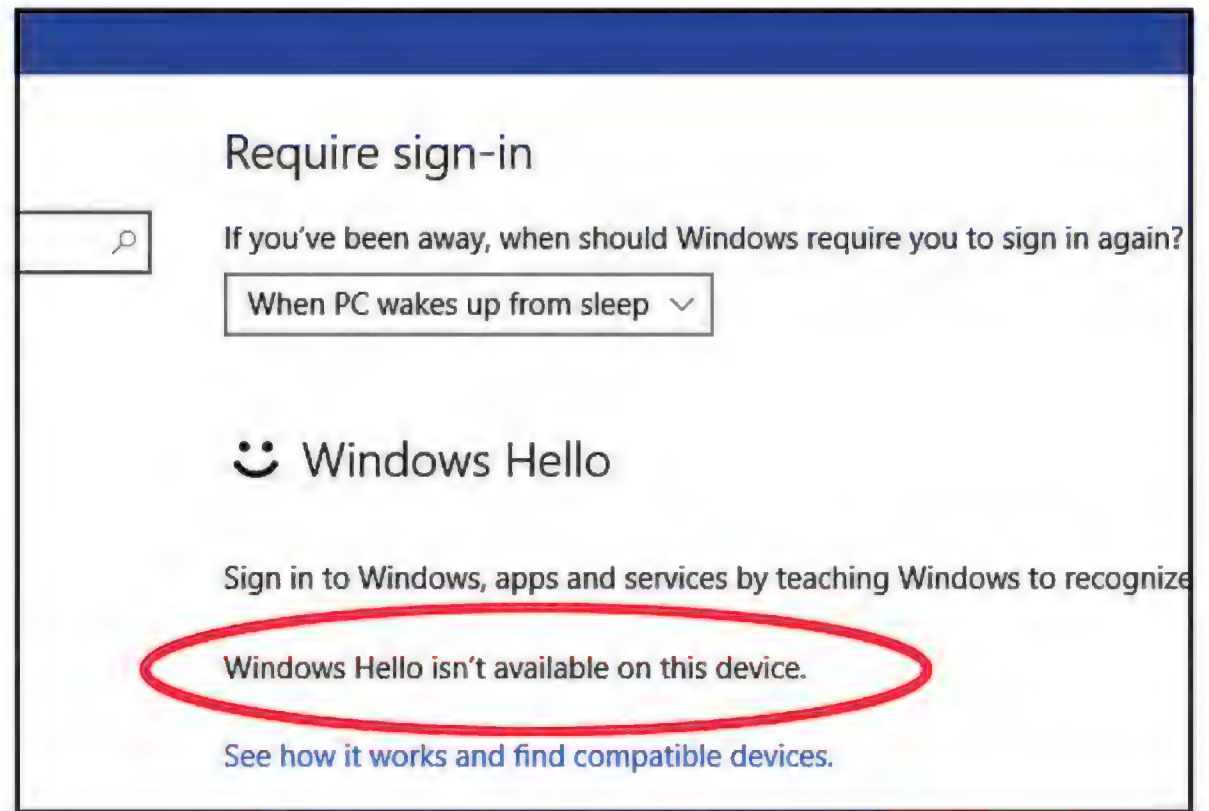 Require sign-in
If you've been away, when should Windows require you to sign in again?
When PC wakes up from sleep
Windows Hello
Sign in to Windows, apps and services by teaching Windows to recognize
Windows Hello isn't available on this device.
See how it works and find compatible devices.